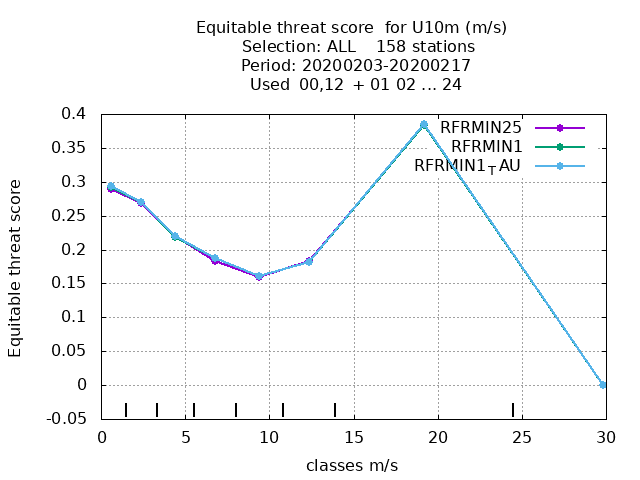 Equitable threat score  for U10m (m/s)
Selection: ALL    158 stations
Period: 20200203-20200217
Used  00,12  + 01 02 ... 24
RFRMIN25
RFRMIN1
RFRMIN1TAU
Equitable threat score
0.4
0.35
0.3
0.25
0.2
0.15
0.1
0.05
0
-0.05
0 5 10 15 20 25 30
classes m/s